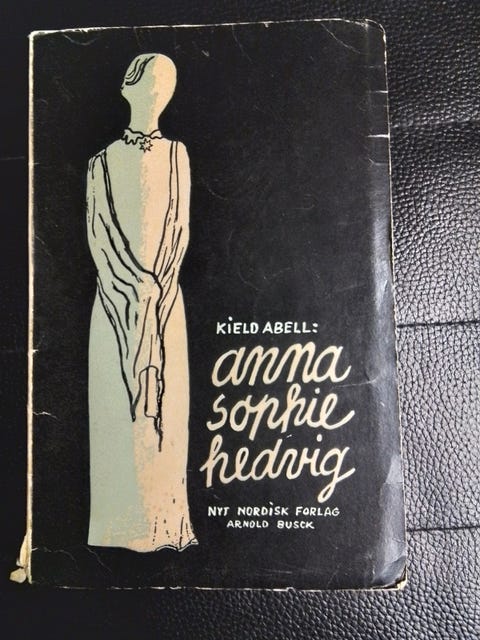 KIELD ABELL:
anna
sophie
hedvig
NYT NORDISK FORLAG
ARNOLD BUSCK